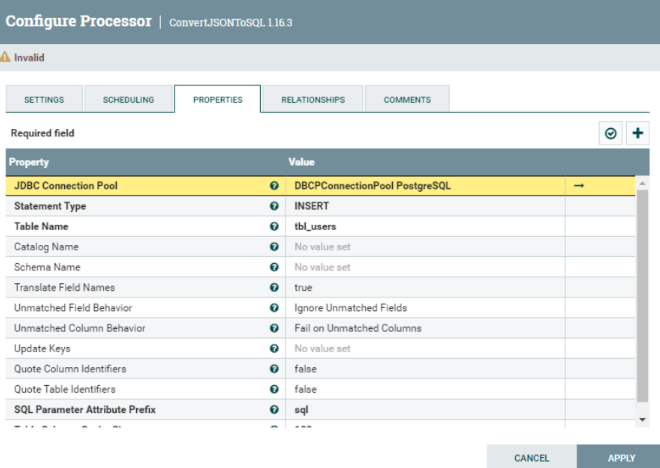 Configure Processor | ConvertJSONToSQL 1.16.3
Invalid
SETTINGS SCHEDULING PROPERTIES RELATIONSHIPS COMMENTS
Required field
Property Value
JDBC Connection Pool DBCPConnectionPool PostgreSQL
Statement Type INSERT
Table Name tbl_users
Catalog Name No value set
Schema Name No value set
Translate Field Names true
Unmatched Field Behavior Ignore Unmatched Fields
Unmatched Column Behavior Fail on Unmatched Columns
Update Keys No value set
Quote Column Identifiers false
Quote Table Identifiers false
SQL Parameter Attribute Prefix sql
CANCEL APPLY